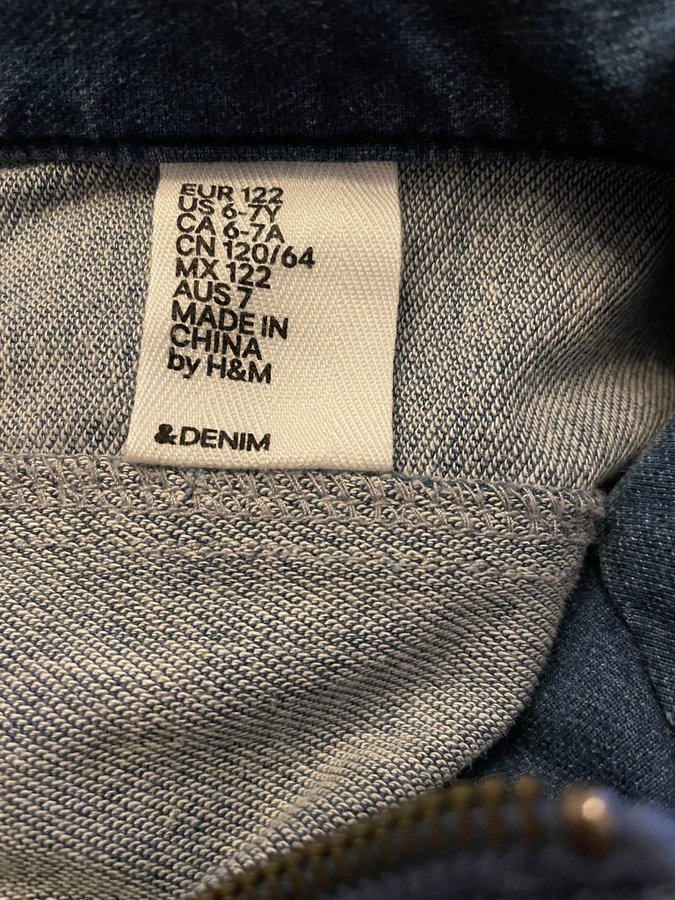 EUR 122
US 6-7Y
CA 6-7A
CN 120/64
MX 122
AUS 7
MADE IN
CHINA
by H&M
&DENIM